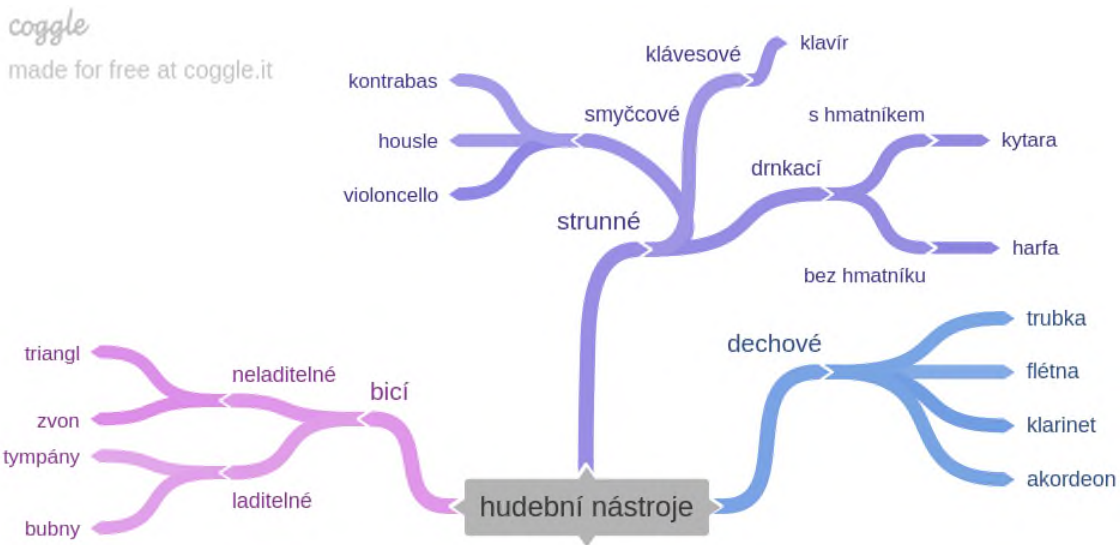 coggle
made for free at coggle.it
klávesové
klavír
kontrabas
smyčcové
s hmatníkem
housle
kytara
drnkací
violoncello
strunné
harfa
bez hmatníku
dechové
trubka
flétna
klarinet
akordeon
triangl
neladitelné
bicí
zvon
tympány
laditelné
bubny
hudební nástroje